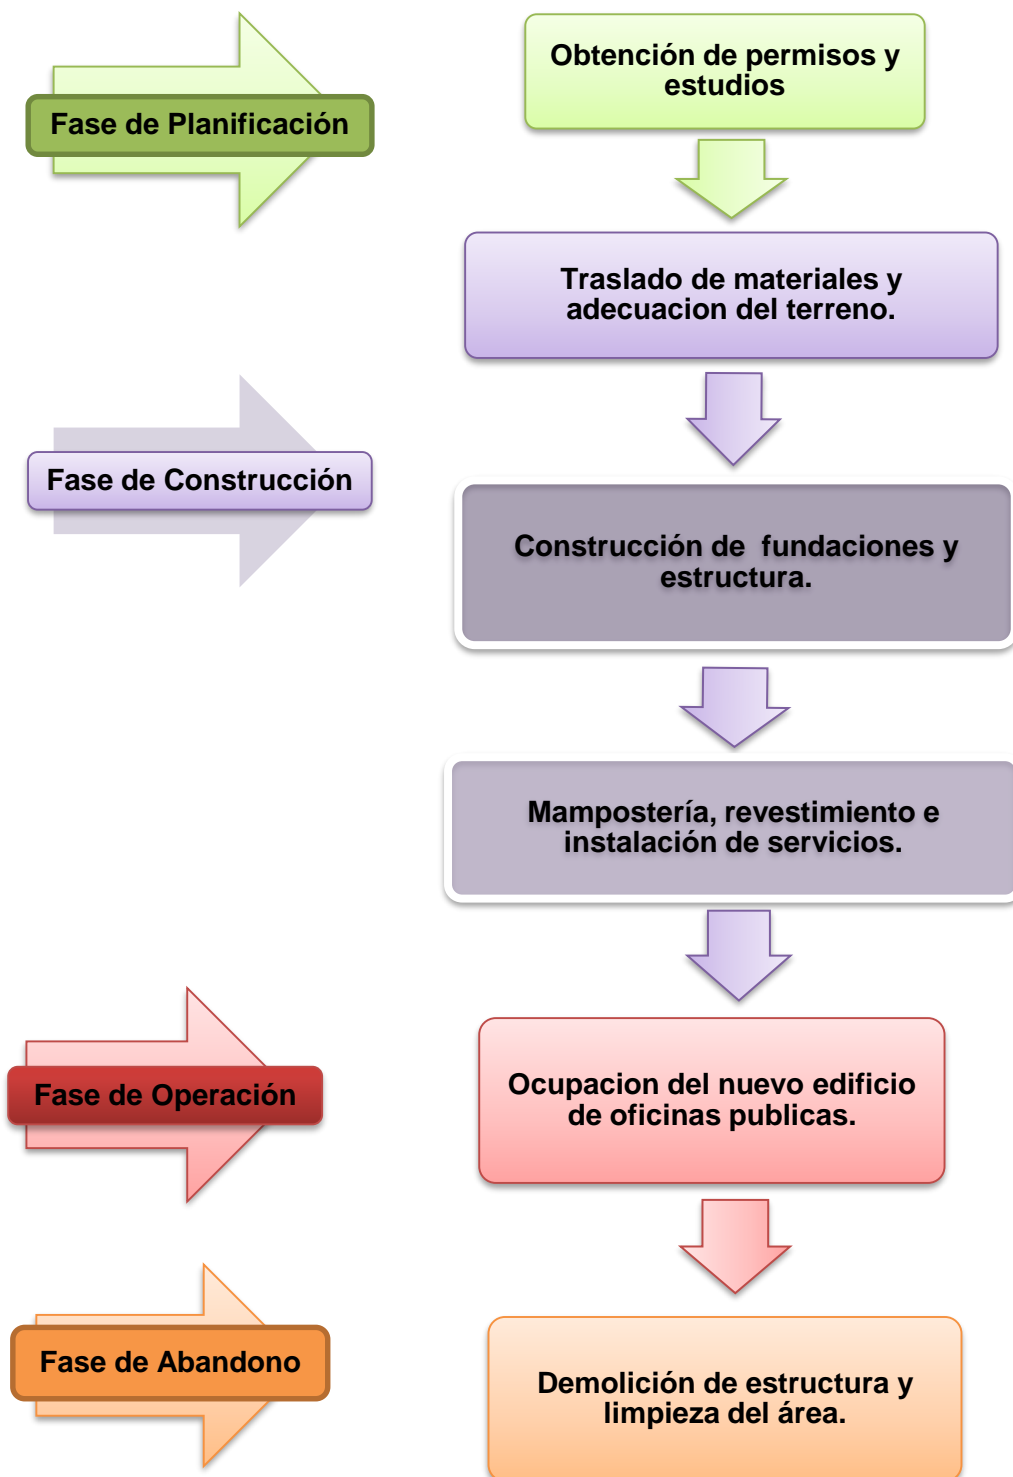 Obtención de permisos y
estudios
Fase de Planificación
Traslado de materiales y
adecuacion del terreno.
Fase de Construcción
Construcción de  fundaciones y
estructura.
Mampostería, revestimiento e
instalación de servicios.
Fase de Operación
Ocupacion del nuevo edificio
de oficinas publicas.
Fase de Abandono
Demolición de estructura y
limpieza del área.